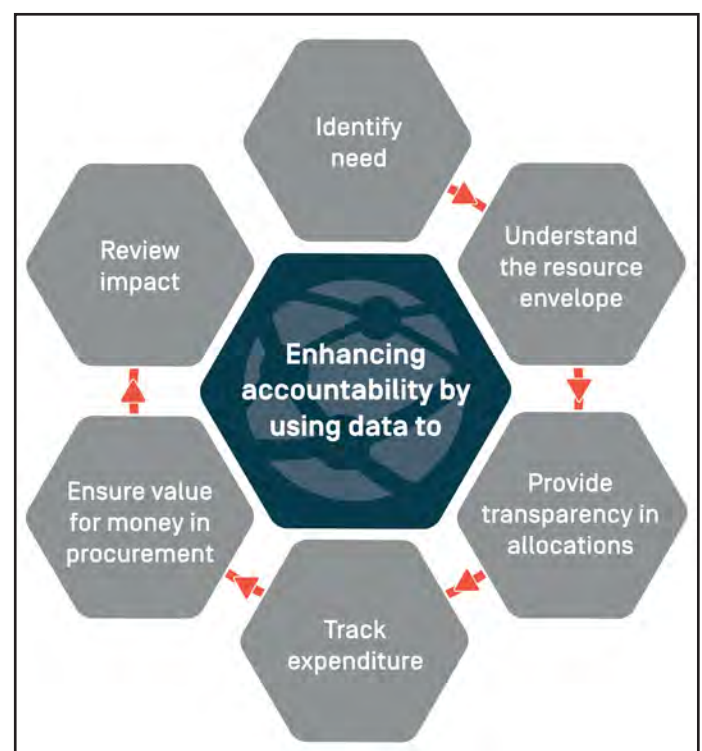 Identify
need
Understand
the resource
envelope
Provide
transparency in
allocations
Track
expenditure
Ensure value
for money in
procurement
Review
impact
Enhancing
accountability by
using data to